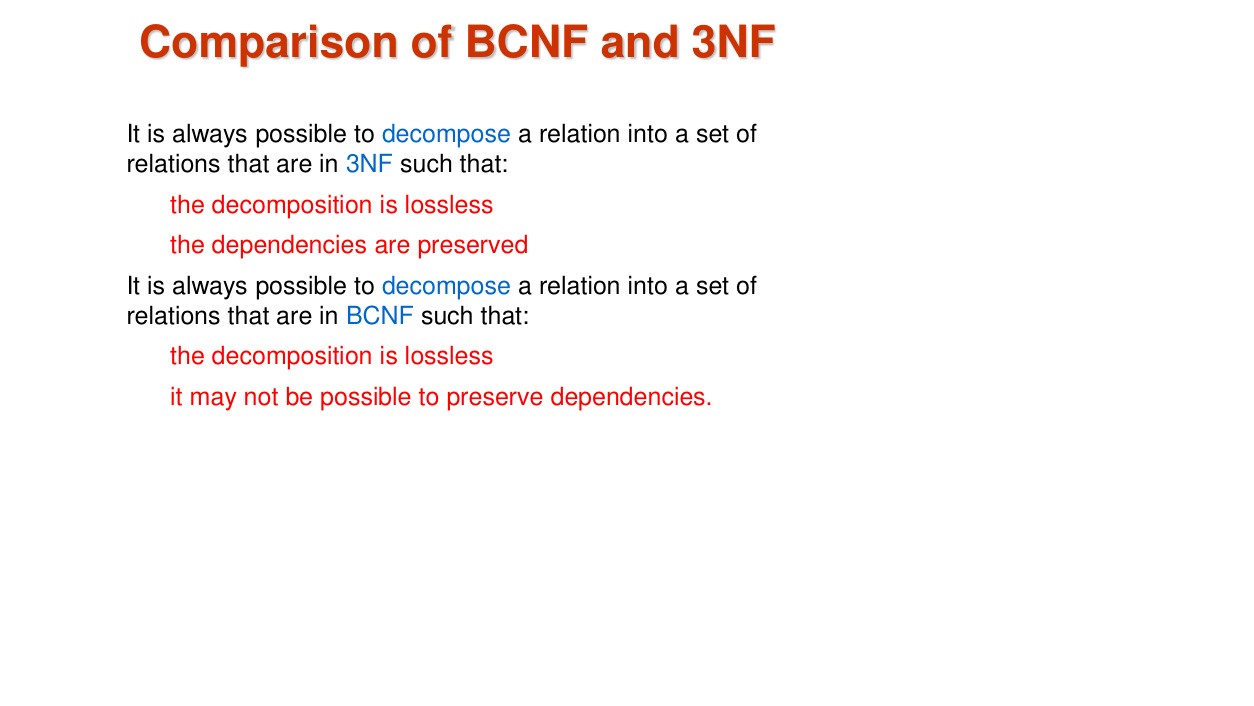 Comparison of BCNF and 3NF
It is always possible to decompose a relation into a set of
relations that are in 3NF such that:
the decomposition is lossless
the dependencies are preserved
It is always possible to decompose a relation into a set of
relations that are in BCNF such that:
the decomposition is lossless
it may not be possible to preserve dependencies.